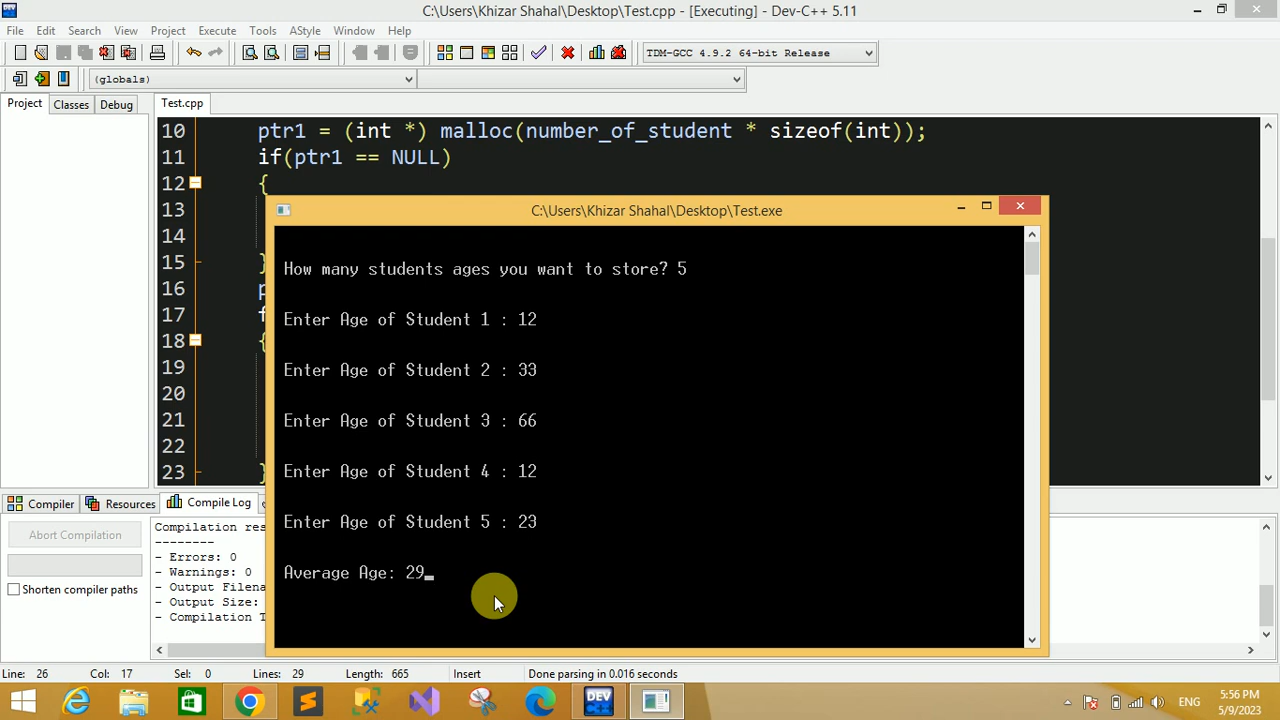 C:\Users\Khizar Shahal\Desktop\Test.cpp - [Executing] - Dev-C++ 5.11
File Edit Search View Project Execute Tools AStyle Window Help
TDM-GCC 4.9.2 64-bit Release
(globals)
Project Classes Debug Test.cpp
10 ptr1 = (int *) malloc(number_of_student * sizeof(int));
11 if(ptr1 == NULL)
12 {
13
14
15 }
16
17
18
19
20
21
22
23
C:\Users\Khizar Shahal\Desktop\Test.exe
How many students ages you want to store? 5
Enter Age of Student 1 : 12
Enter Age of Student 2 : 33
Enter Age of Student 3 : 66
Enter Age of Student 4 : 12
Enter Age of Student 5 : 23
Average Age: 29
Compiler Resources Compile Log
Abort Compilation
Shorten compiler paths
Compilation
--------
- Errors: 0
- Warnings: 0
- Output
- Output Size:
- Compilation
Line: 26 Col: 17 Sel: 0 Lines: 29 Length: 665 Insert Done parsing in 0.016 seconds
DEV
ENG
5:56 PM
5/9/2023